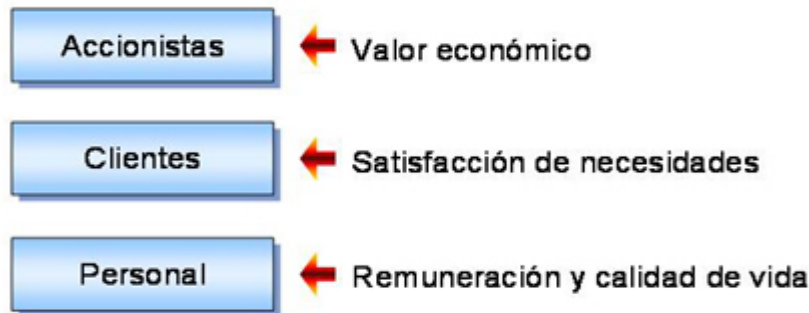 Accionistas Valor económico
Clientes Satisfacción de necesidades
Personal Remuneración y calidad de vida